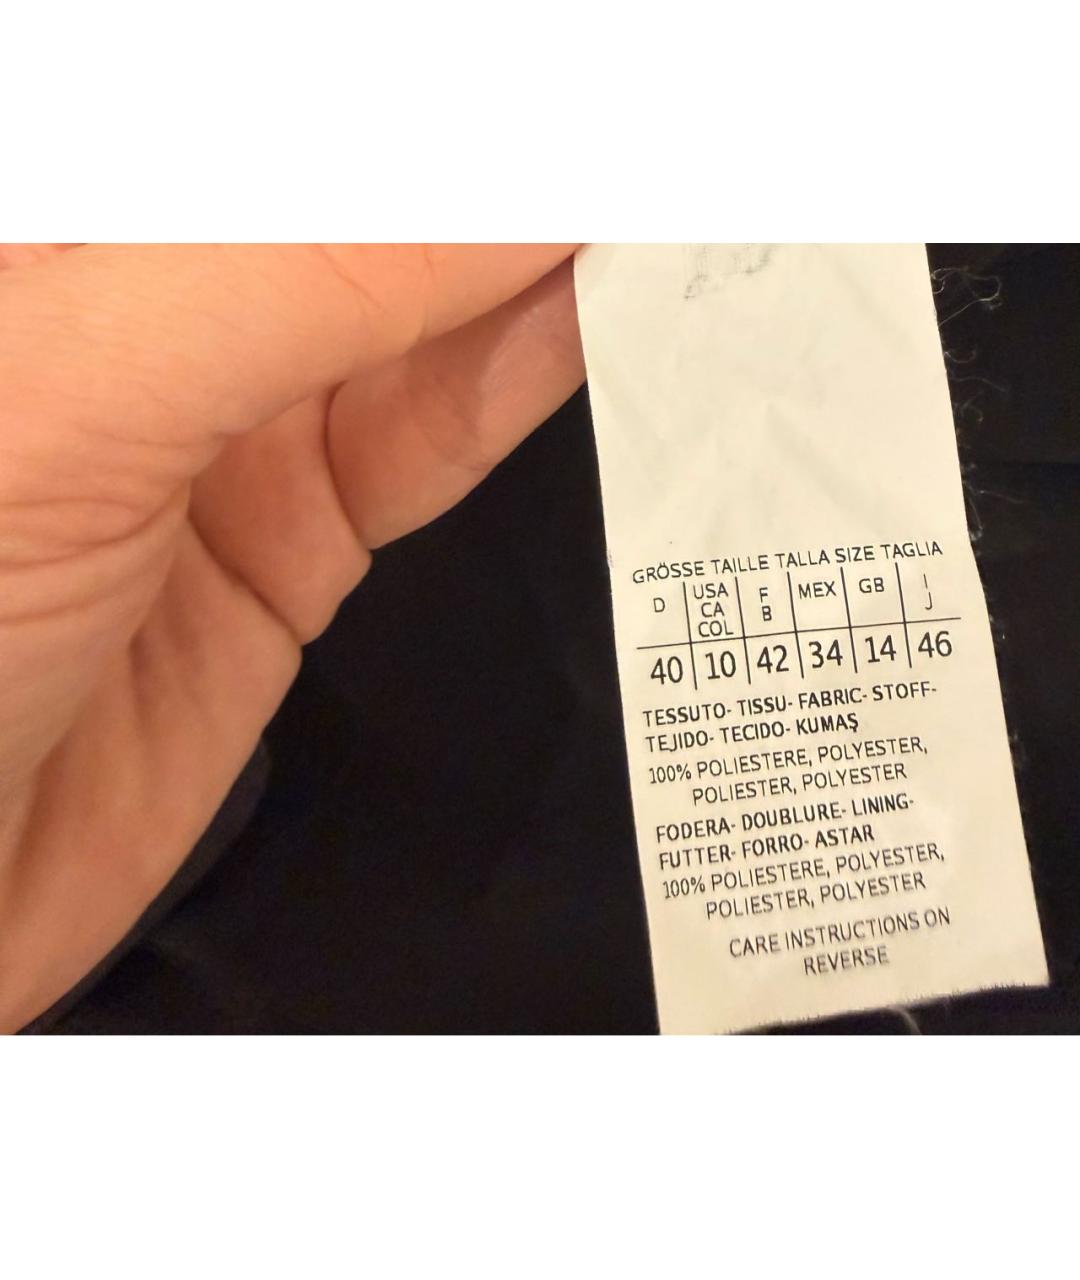 GRÖSSE TAILLE TALLA SIZE TAGLIA
D USA CA COL F B MEX GB I J
40 10 42 34 14 46
TESSUTO- TISSU- FABRIC- STOFF-
TEJIDO- TECIDO- KUMAŞ
100% POLIESTERE, POLYESTER,
POLIESTER, POLYESTER
FODERA- DOUBLURE- LINING-
FUTTER- FORRO- ASTAR
100% POLIESTERE, POLYESTER,
POLIESTER, POLYESTER
CARE INSTRUCTIONS ON
REVERSE